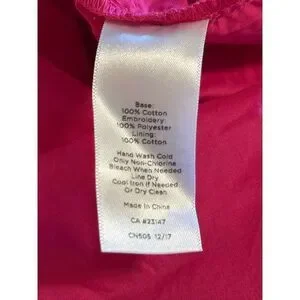 Base:
100% Cotton
Embroidery:
100% Polyester
Lining:
100% Cotton
Hand Wash Cold
Only Non-Chlorine
Bleach When Needed
Line Dry
Cool Iron If Needed
Or Dry Clean
Made In China
CA #23147
CN505 12/17